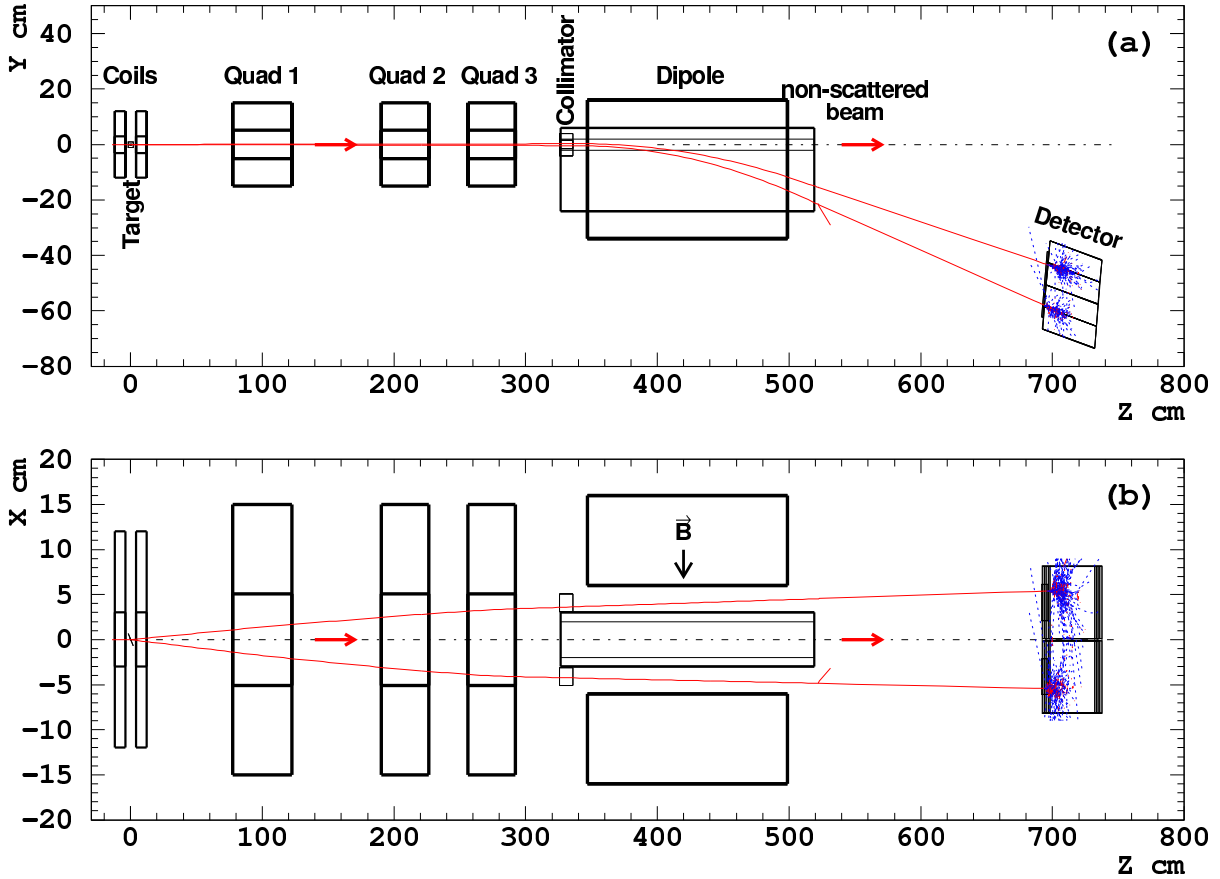 Y cm
40
20
0
−20
−40
−60
−80
(a)
Coils
Quad 1
Quad 2
Quad 3
Collimator
Dipole
non-scattered
beam
Target
Detector
0
100
200
300
400
500
600
700
800
Z cm
X cm
20
15
10
5
0
−5
−10
−15
−20
(b)
B
0
100
200
300
400
500
600
700
800
Z cm